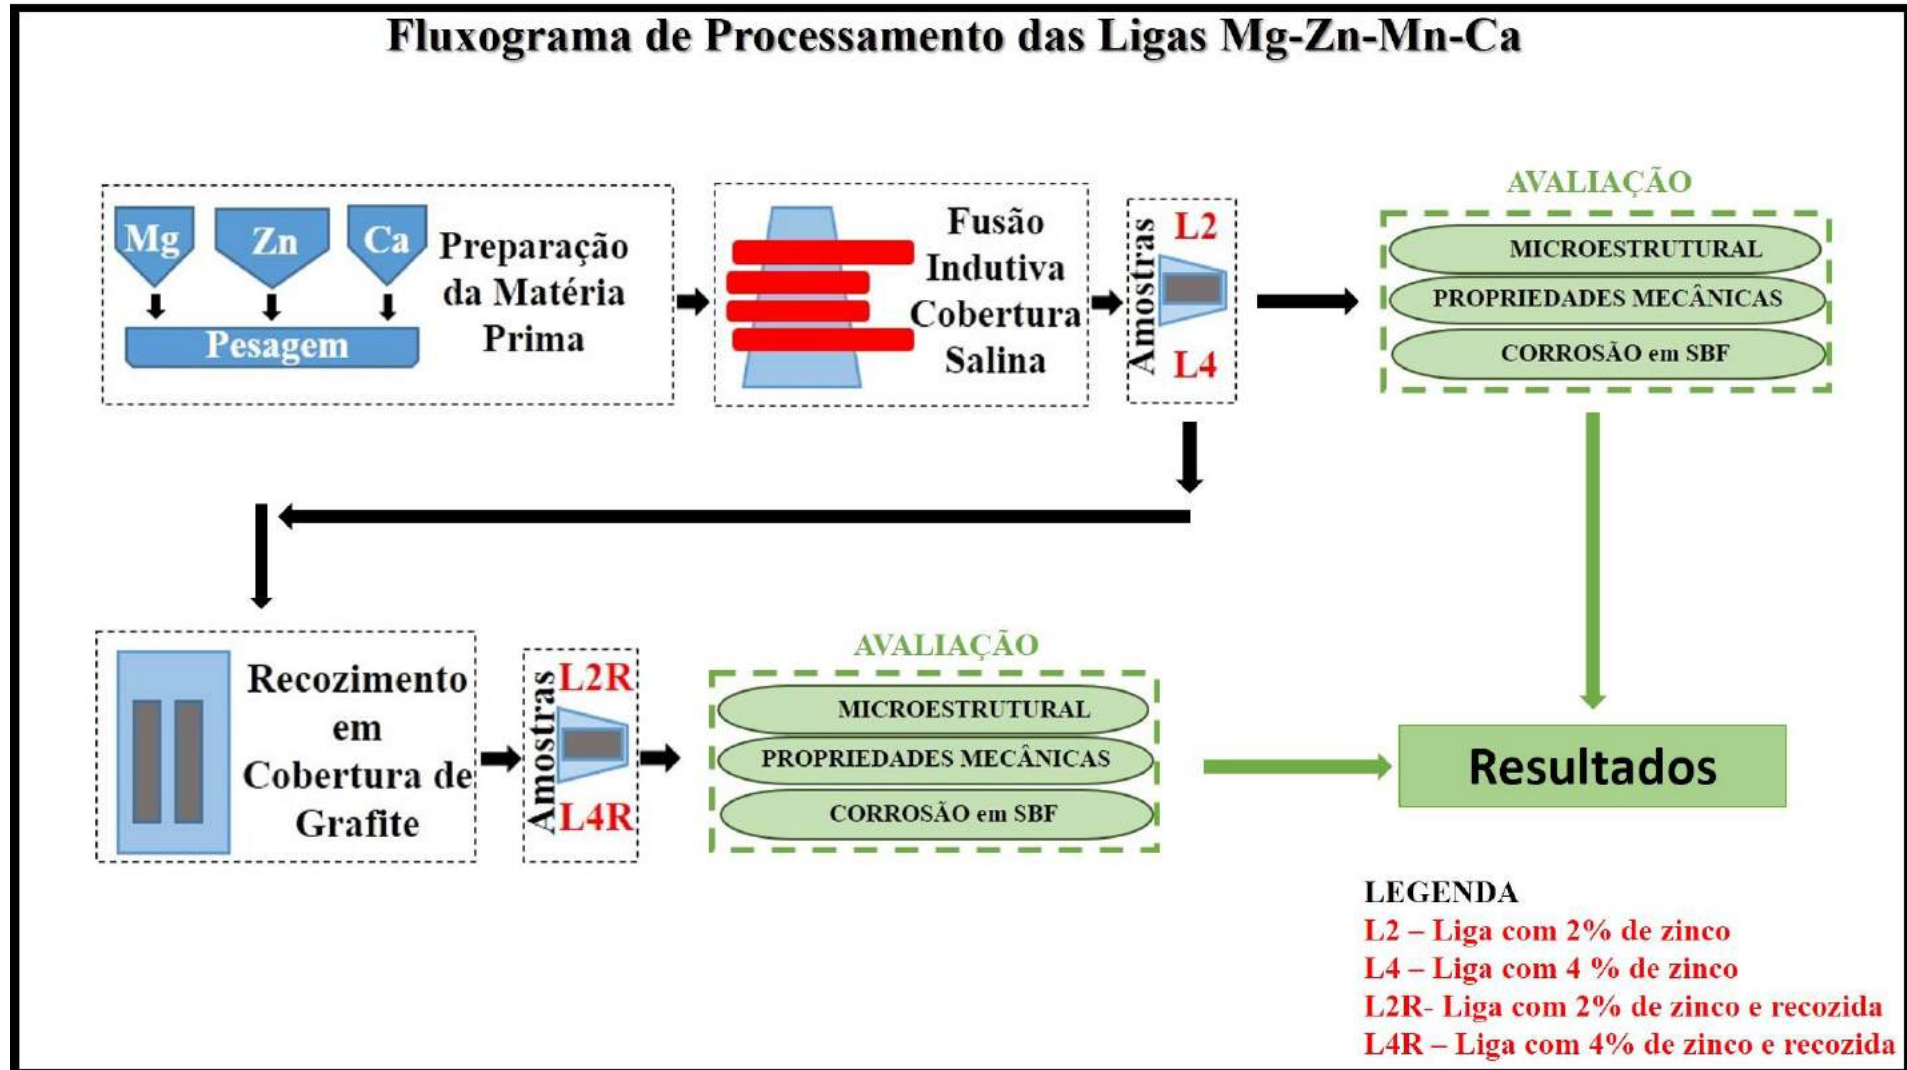 Fluxograma de Processamento das Ligas Mg-Zn-Mn-Ca
Mg
Zn
Ca
Pesagem
Preparação
da Matéria
Prima
Fusão
Indutiva
Cobertura
Salina
Amostras
L2
L4
AVALIAÇÃO
MICROESTRUTURAL
PROPRIEDADES MECÂNICAS
CORROSÃO em SBF
Recozimento
em
Cobertura de
Grafite
Amostras
L2R
L4R
AVALIAÇÃO
MICROESTRUTURAL
PROPRIEDADES MECÂNICAS
CORROSÃO em SBF
Resultados
LEGENDA
L2 – Liga com 2% de zinco
L4 – Liga com 4 % de zinco
L2R- Liga com 2% de zinco e recozida
L4R – Liga com 4% de zinco e recozida